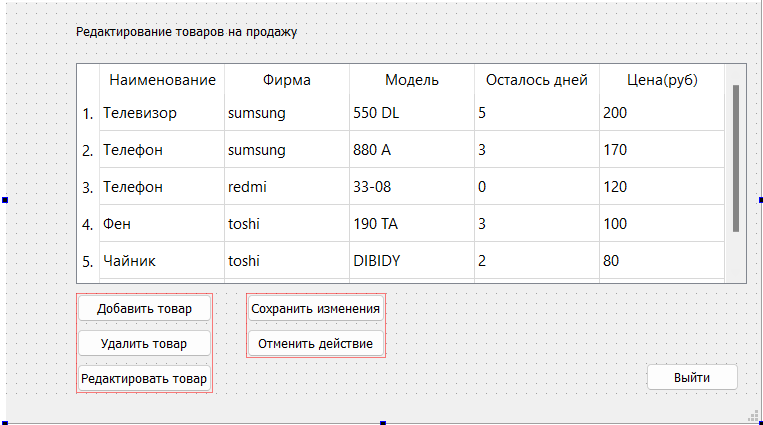 Редактирование товаров на продажу
Наименование Фирма Модель Осталось дней Цена(руб)
1. Телевизор sumsung 550 DL 5 200
2. Телефон sumsung 880 A 3 170
3. Телефон redmi 33-08 0 120
4. Фен toshi 190 TA 3 100
5. Чайник toshi DIBIDY 2 80
Добавить товар Сохранить изменения
Удалить товар Отменить действие
Редактировать товар Выйти